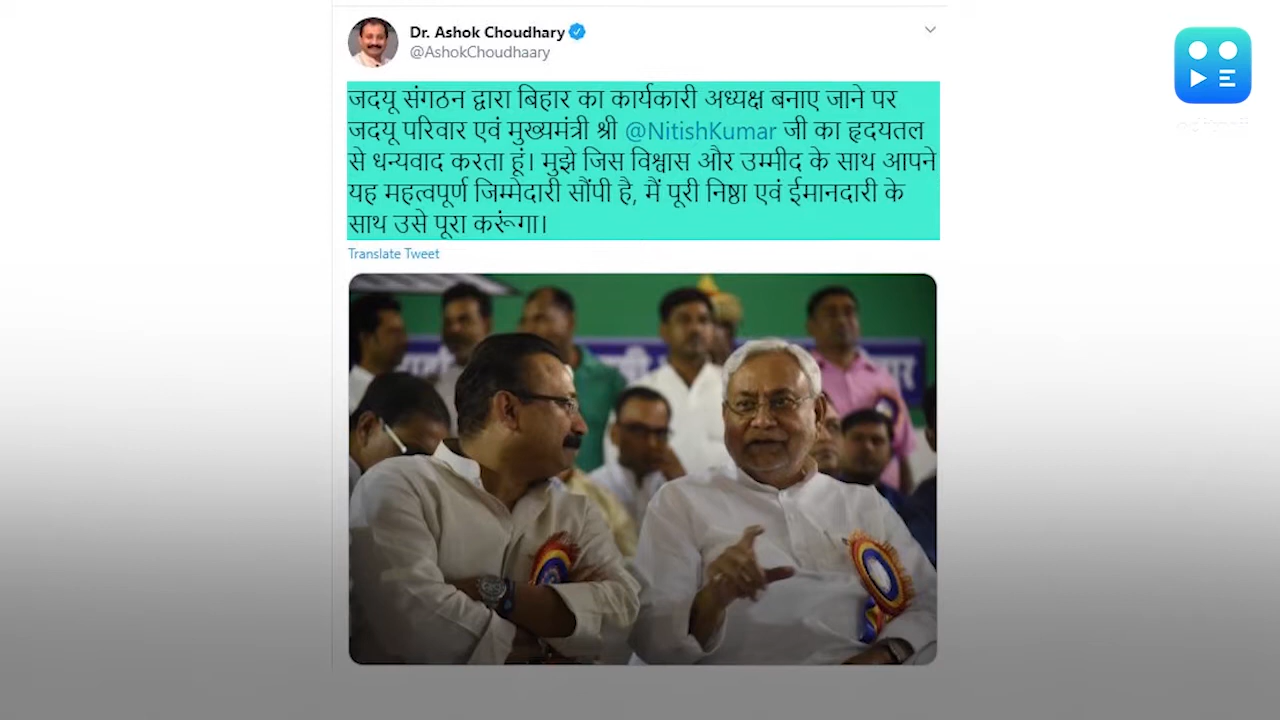 Dr. Ashok Choudhary
@AshokChoudhaary
जदयू संगठन द्वारा बिहार का कार्यकारी अध्यक्ष बनाए जाने पर
जदयू परिवार एवं मुख्यमंत्री श्री @NitishKumar जी का हृदयतल
से धन्यवाद करता हूं। मुझे जिस विश्वास और उम्मीद के साथ आपने
यह महत्वपूर्ण जिम्मेदारी सौंपी है, मैं पूरी निष्ठा एवं ईमानदारी के
साथ उसे पूरा करूंगा।
Translate Tweet